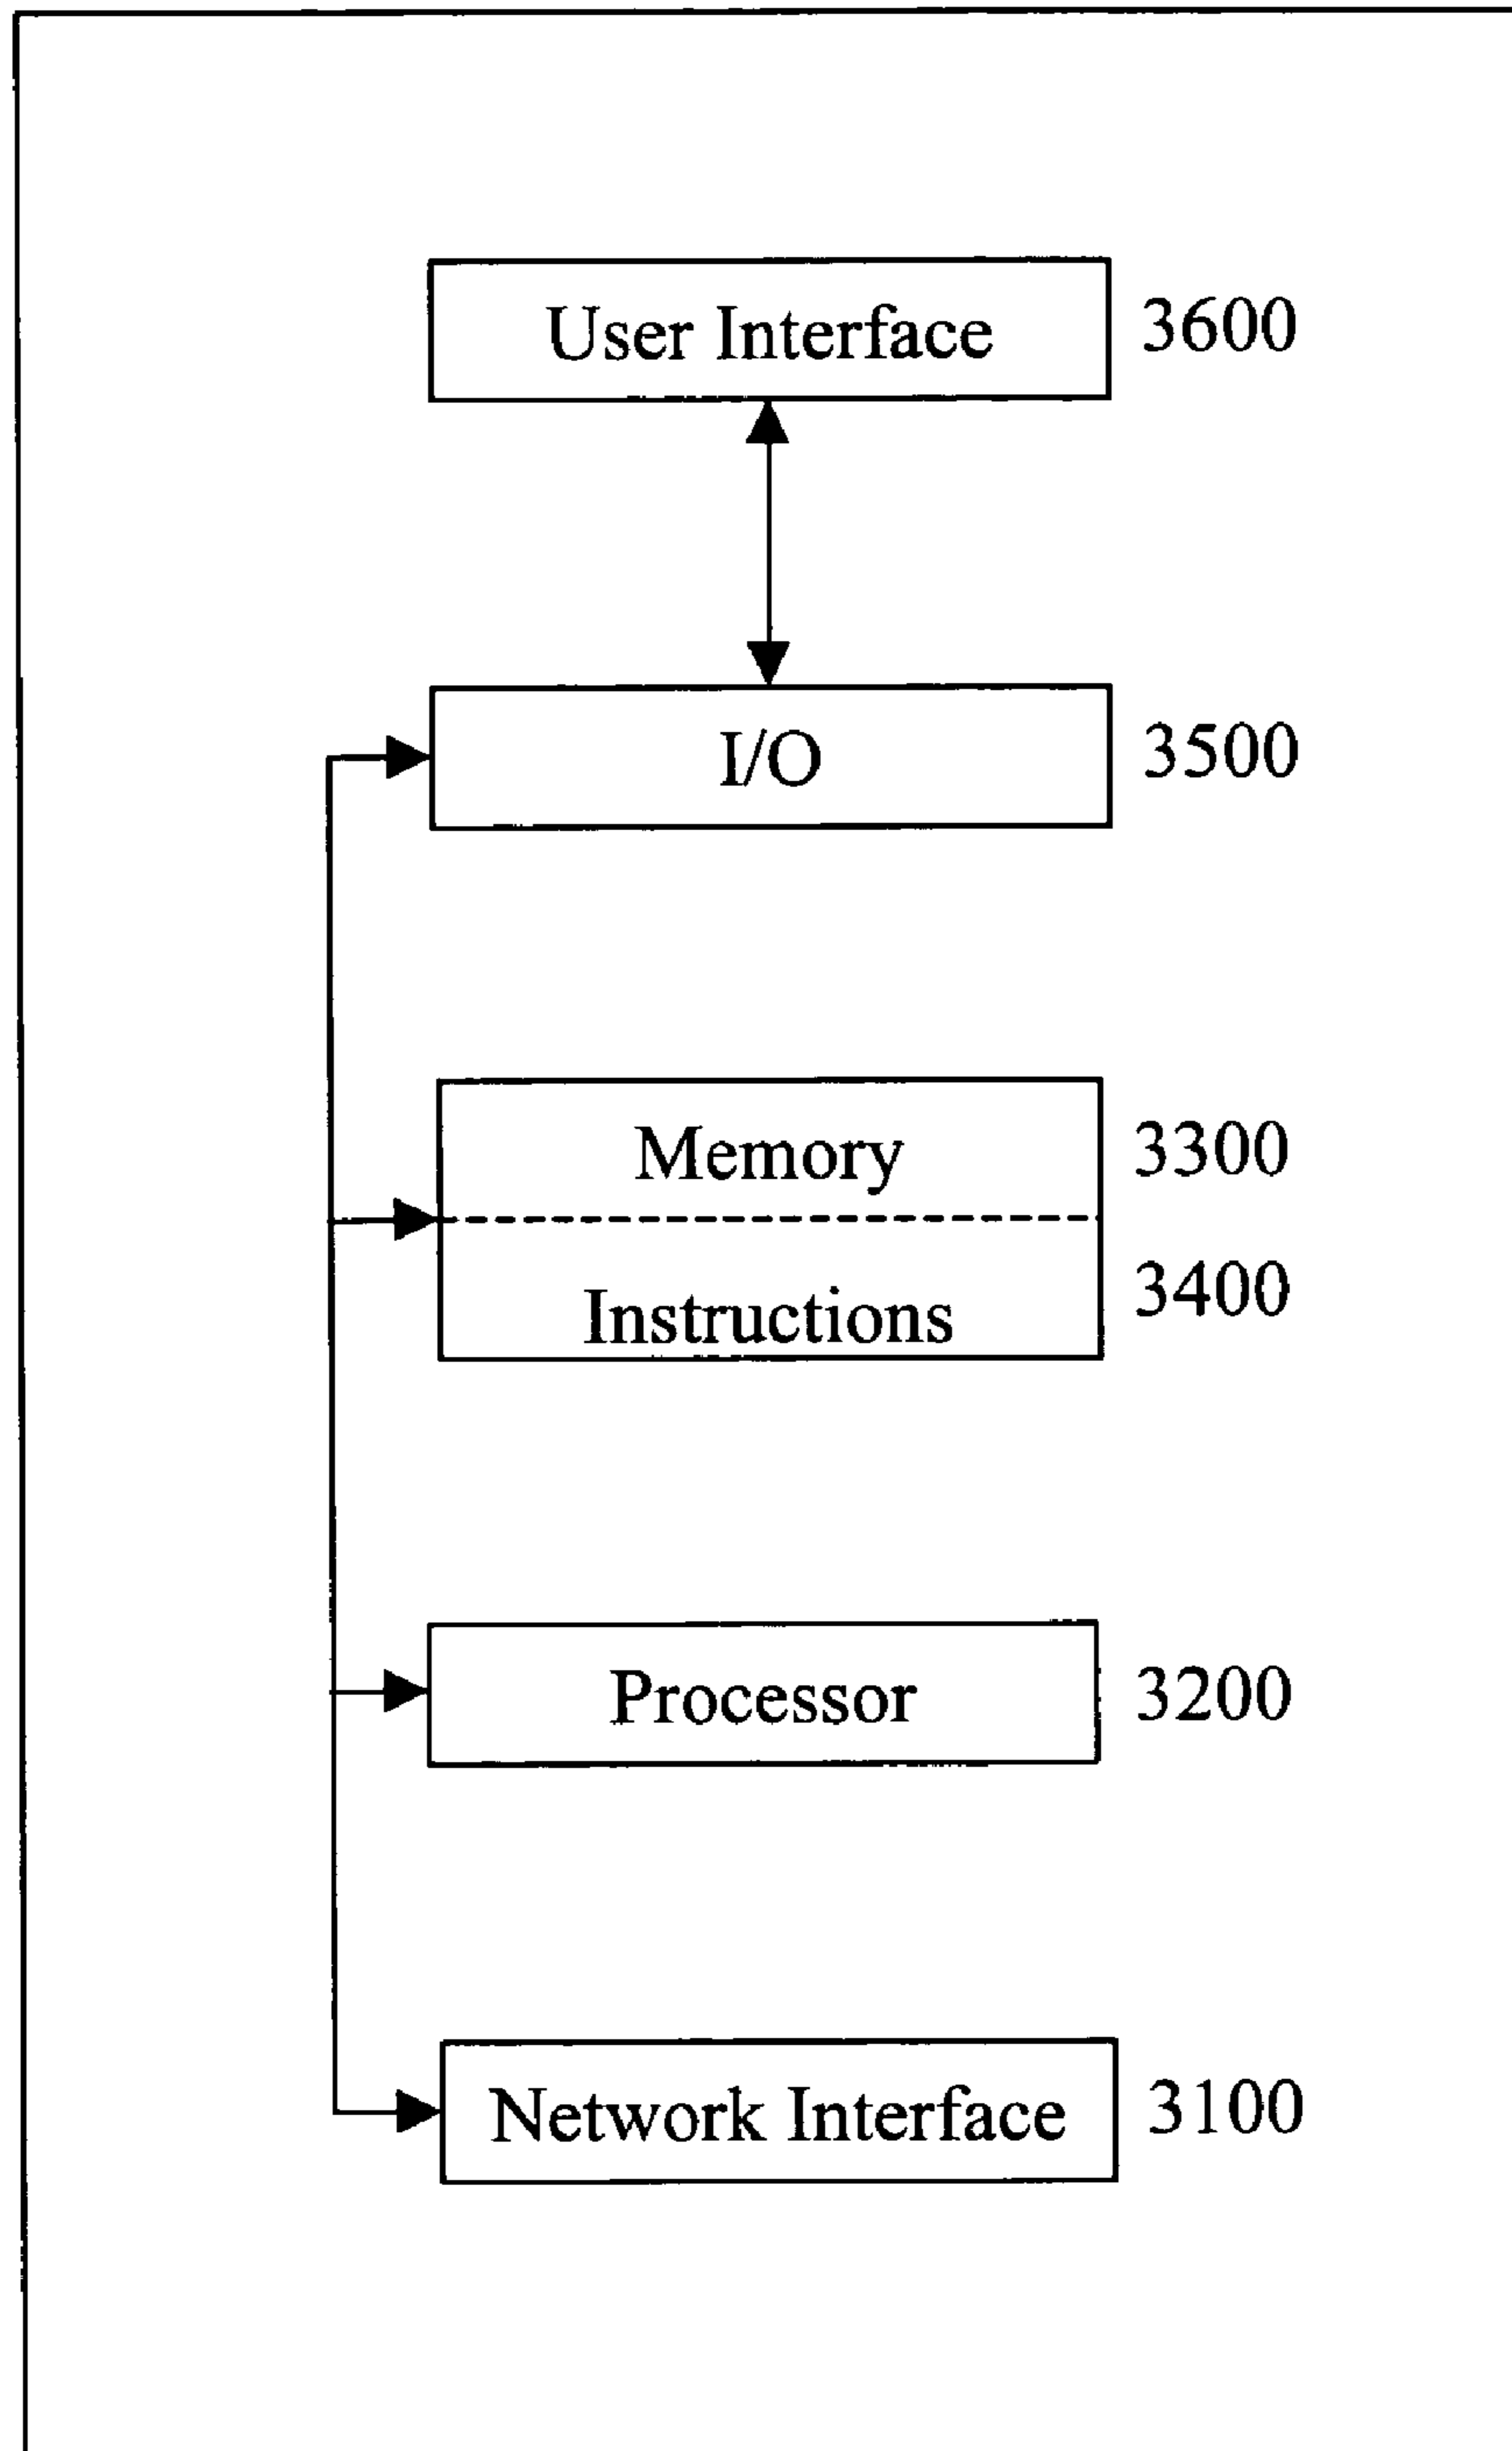 User Interface 3600
I/O 3500
Memory 3300
Instructions 3400
Processor 3200
Network Interface 3100